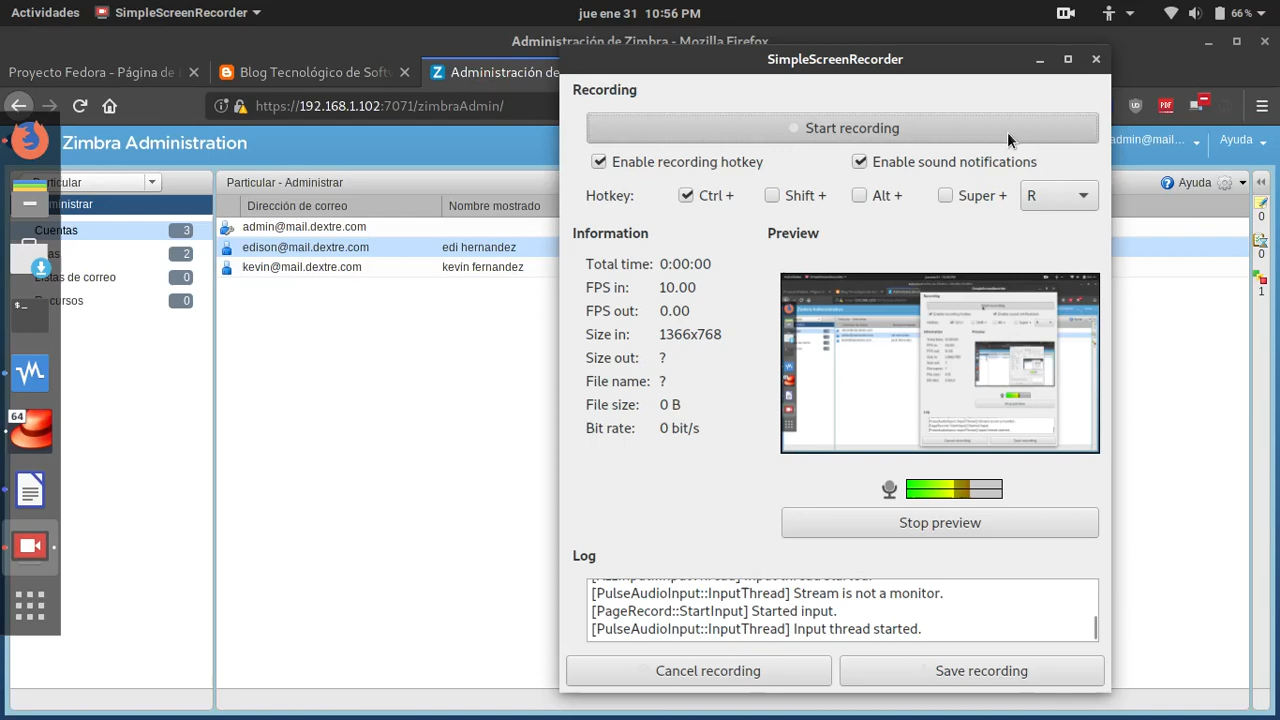 Actividades SimpleScreenRecorder jue ene 31 10:56 PM 66%
Administración de Zimbra - Mozilla Firefox
Proyecto Fedora - Página de Blog Tecnológico de Soft Administración de
https://192.168.1.102:7071/zimbraAdmin/
Zimbra Administration
admin@mail... Ayuda
Particular - Administrar
Ayuda
Dirección de correo Nombre mostrado
Cuentas 3
2
0
0
admin@mail.dextre.com
edison@mail.dextre.com edi hernandez
kevin@mail.dextre.com kevin fernandez
0
0
1
64
SimpleScreenRecorder
Recording
Start recording
Enable recording hotkey Enable sound notifications
Hotkey: Ctrl + Shift + Alt + Super + R
Information
Total time: 0:00:00
FPS in: 10.00
FPS out: 0.00
Size in: 1366x768
Size out: ?
File name: ?
File size: 0 B
Bit rate: 0 bit/s
Preview
Stop preview
Log
[PulseAudioInput::InputThread] Stream is not a monitor.
[PageRecord::StartInput] Started input.
[PulseAudioInput::InputThread] Input thread started.
Cancel recording Save recording